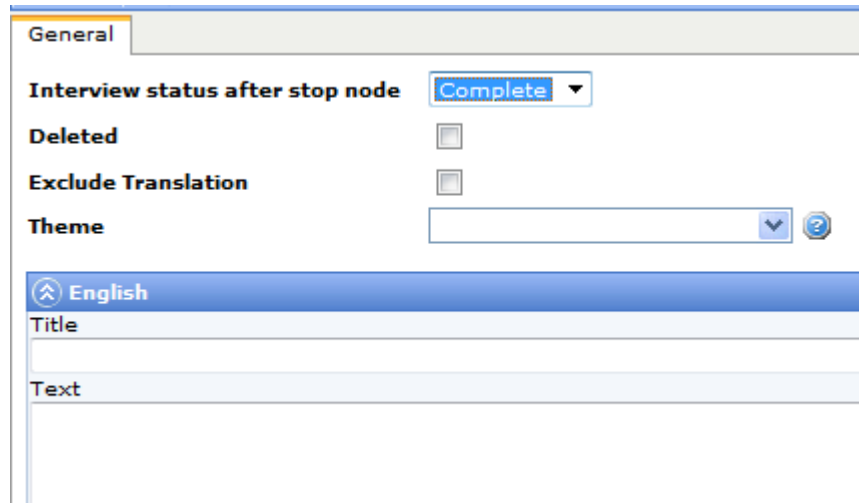 General
Interview status after stop node Complete
Deleted
Exclude Translation
Theme
English
Title
Text